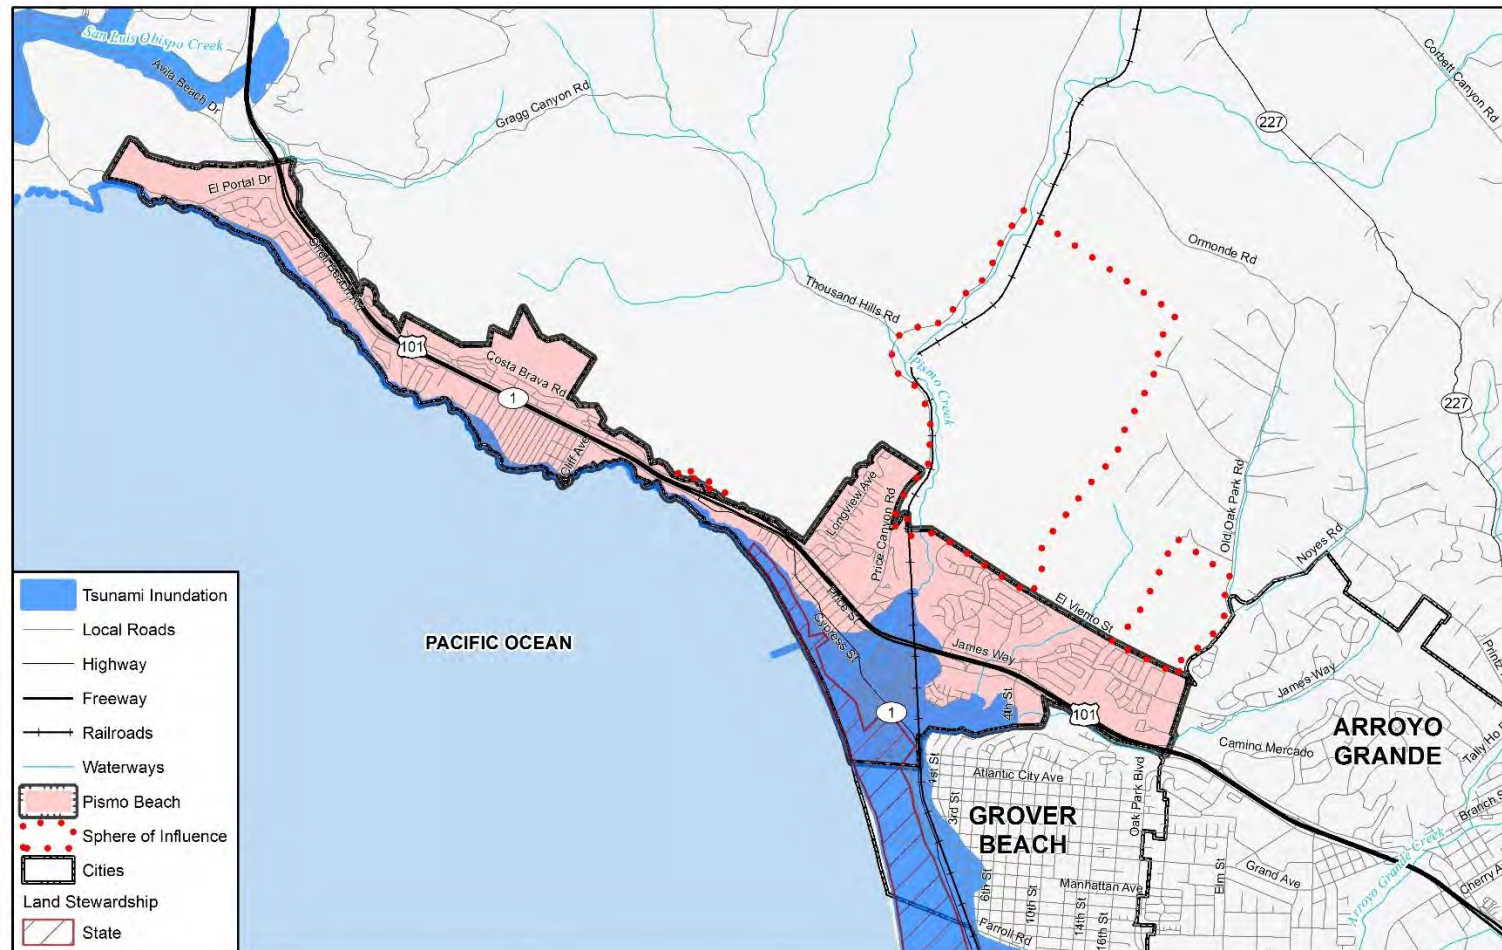 San Luis Obispo Creek
Avila Beach Dr
Gragg Canyon Rd
Corbett Canyon Rd
227
El Portal Dr
Shell Beach Rd
Ormonde Rd
Thousand Hills Rd
101
Costa Brava Rd
Pismo Creek
1
227
Cliff Ave
Longview Ave
Price Canyon Rd
Old Oak Park Rd
Noyes Rd
El Viento St
Price St
Cypress St
PACIFIC OCEAN
James Way
Printz
James Way
4th St
101
1
Camino Mercado
ARROYO
GRANDE
Tally Ho
1st St
Atlantic City Ave
Oak Park Blvd
3rd St
GROVER
BEACH
Branch S
Arroyo Grande Creek
Elm St
Grand Ave
Cherry A
6th St
Manhattan Ave
10th St
14th St
16th St
Farroll Rd
Tsunami Inundation
Local Roads
Highway
Freeway
Railroads
Waterways
Pismo Beach
Sphere of Influence
Cities
Land Stewardship
State